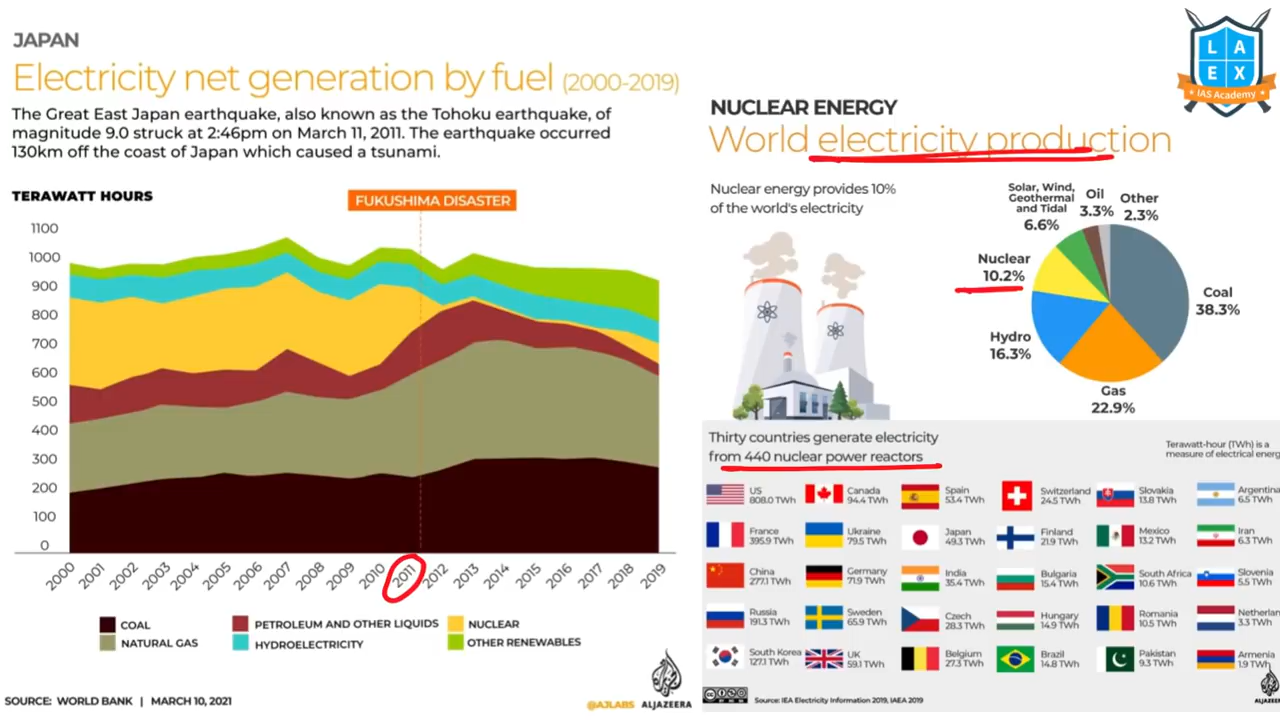 JAPAN
Electricity net generation by fuel (2000-2019)
The Great East Japan earthquake, also known as the Tohoku earthquake, of
magnitude 9.0 struck at 2:46pm on March 11, 2011. The earthquake occurred
130km off the coast of Japan which caused a tsunami.
TERAWATT HOURS
FUKUSHIMA DISASTER
1100
1000
900
800
700
600
500
400
300
200
100
0
2000 2001 2002 2003 2004 2005 2006 2007 2008 2009 2010 2011 2012 2013 2014 2015 2016 2017 2018 2019
COAL
PETROLEUM AND OTHER LIQUIDS
NUCLEAR
NATURAL GAS
HYDROELECTRICITY
OTHER RENEWABLES
SOURCE: WORLD BANK | MARCH 10, 2021
@AJLABS
ALJAZEERA
L A
E X
IAS Academy
NUCLEAR ENERGY
World electricity production
Nuclear energy provides 10%
of the world's electricity
Solar, Wind,
Geothermal
and Tidal
6.6%
Oil
3.3%
Other
2.3%
Nuclear
10.2%
Coal
38.3%
Hydro
16.3%
Gas
22.9%
Thirty countries generate electricity
from 440 nuclear power reactors
Terawatt-hour (TWh) is a
measure of electrical energ
US
808.0 TWh
Canada
94.4 TWh
Spain
53.4 TWh
Switzerland
24.5 TWh
Slovakia
13.8 TWh
Argentina
6.5 TWh
France
395.9 TWh
Ukraine
79.5 TWh
Japan
49.3 TWh
Finland
21.9 TWh
Mexico
13.2 TWh
Iran
6.3 TWh
China
277.1 TWh
Germany
71.9 TWh
India
35.4 TWh
Bulgaria
15.4 TWh
South Africa
10.6 TWh
Slovenia
5.5 TWh
Russia
191.3 TWh
Sweden
65.9 TWh
Czech
28.3 TWh
Hungary
14.9 TWh
Romania
10.5 TWh
Netherlan
3.3 TWh
South Korea
127.1 TWh
UK
59.1 TWh
Belgium
27.3 TWh
Brazil
14.8 TWh
Pakistan
9.3 TWh
Armenia
1.9 TWh
Source: IEA Electricity Information 2019, IAEA 2019
ALJAZEER